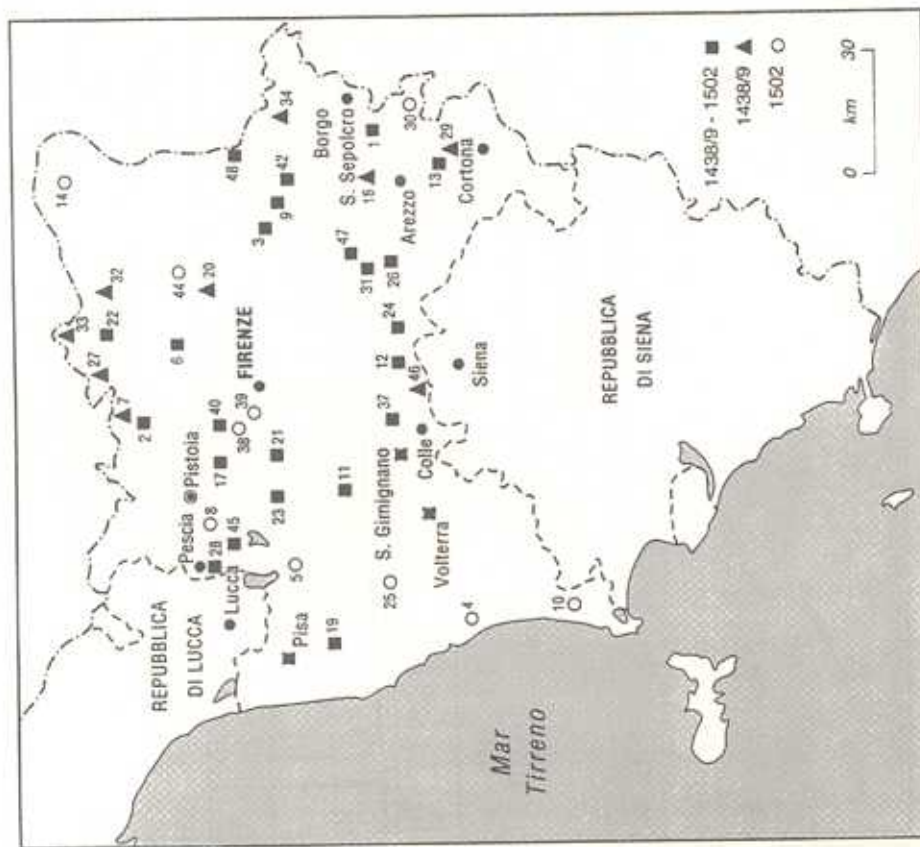 14
33
27
32
7
22
2
44
20
6
48
34
42
9
3
FIRENZE
39
38
40
17
21
23
Pistoia
Pescia
8
28
45
Lucca
REPUBBLICA
DI LUCCA
Borgo
S. Sepolcro
1
30
29
13
Cortona
15
Arezzo
47
31
26
24
12
46
37
Siena
Colle
S. Gimignano
11
Volterra
5
25
4
10
19
Pisa
REPUBBLICA
DI SIENA
Mar
Tirreno
1438/9 - 1502
1438/9
1502
0 30
km